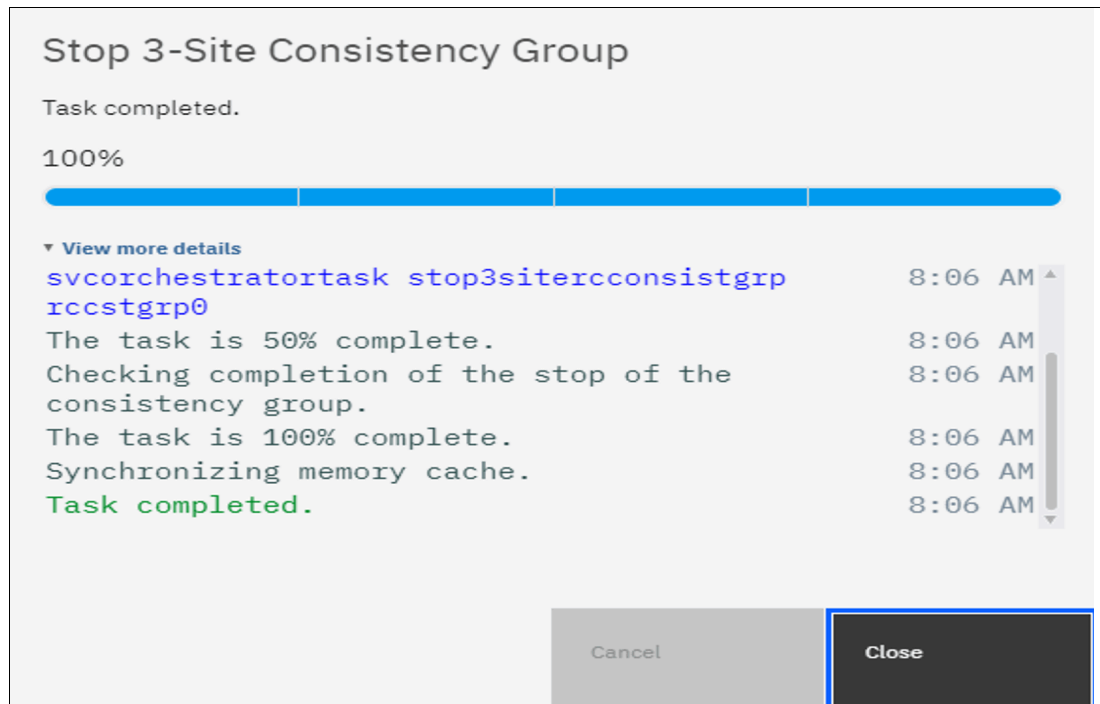 Stop 3-Site Consistency Group
Task completed.
100%
View more details
svcorchestratortask stop3sitercconsistgrp 8:06 AM
rccstgrp0
The task is 50% complete. 8:06 AM
Checking completion of the stop of the 8:06 AM
consistency group.
The task is 100% complete. 8:06 AM
Synchronizing memory cache. 8:06 AM
Task completed. 8:06 AM
Cancel
Close